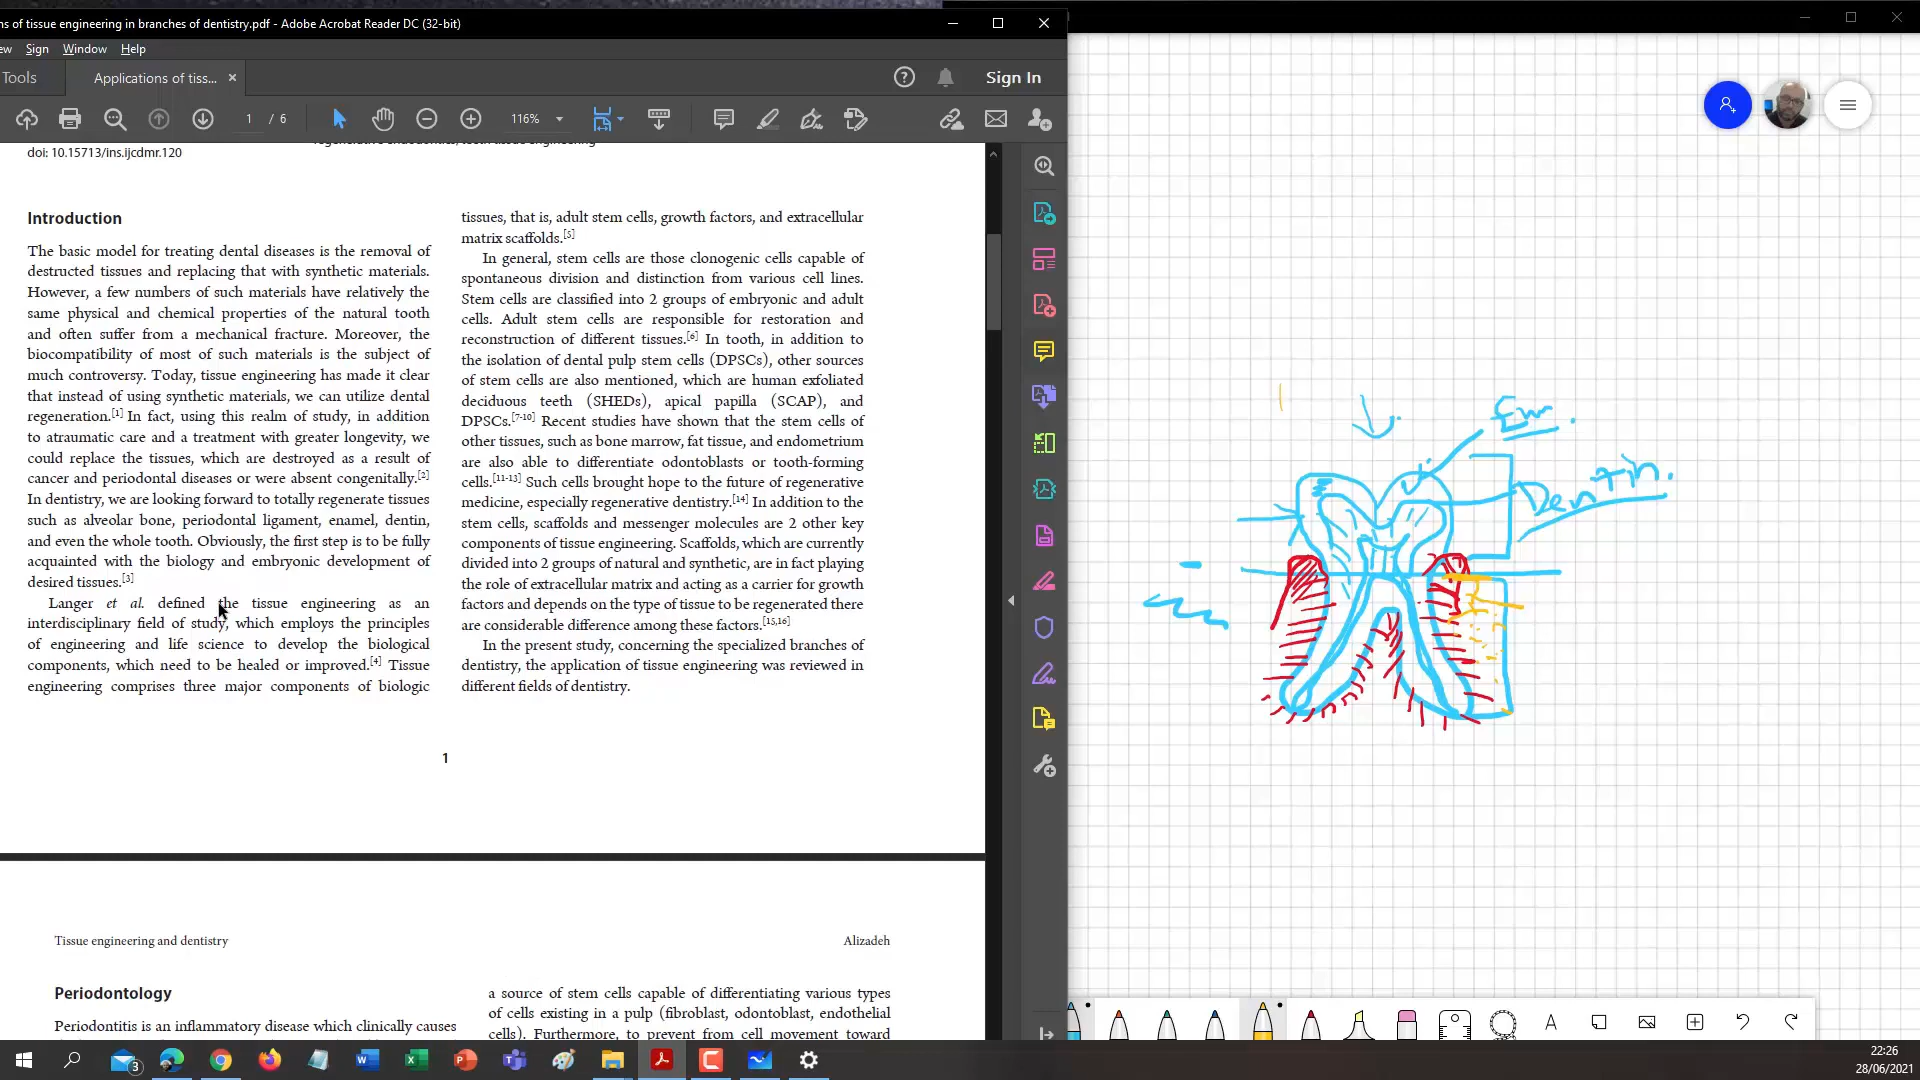 ns of tissue engineering in branches of dentistry.pdf - Adobe Acrobat Reader DC (32-bit)
ew Sign Window Help
Tools
Applications of tiss... ×
Sign In
1 / 6
116%
doi: 10.15713/ins.ijcdmr.120
regenerative endodontics, teeth tissue engineering
Introduction
The basic model for treating dental diseases is the removal of
destructed tissues and replacing that with synthetic materials.
However, a few numbers of such materials have relatively the
same physical and chemical properties of the natural tooth
and often suffer from a mechanical fracture. Moreover, the
biocompatibility of most of such materials is the subject of
much controversy. Today, tissue engineering has made it clear
that instead of using synthetic materials, we can utilize dental
regeneration.[1] In fact, using this realm of study, in addition
to atraumatic care and a treatment with greater longevity, we
could replace the tissues, which are destroyed as a result of
cancer and periodontal diseases or were absent congenitally.[2]
In dentistry, we are looking forward to totally regenerate tissues
such as alveolar bone, periodontal ligament, enamel, dentin,
and even the whole tooth. Obviously, the first step is to be fully
acquainted with the biology and embryonic development of
desired tissues.[3]
Langer et al. defined the tissue engineering as an
interdisciplinary field of study, which employs the principles
of engineering and life science to develop the biological
components, which need to be healed or improved.[4] Tissue
engineering comprises three major components of biologic
tissues, that is, adult stem cells, growth factors, and extracellular
matrix scaffolds.[5]
In general, stem cells are those clonogenic cells capable of
spontaneous division and distinction from various cell lines.
Stem cells are classified into 2 groups of embryonic and adult
cells. Adult stem cells are responsible for restoration and
reconstruction of different tissues.[6] In tooth, in addition to
the isolation of dental pulp stem cells (DPSCs), other sources
of stem cells are also mentioned, which are human exfoliated
deciduous teeth (SHEDs), apical papilla (SCAP), and
DPSCs.[7-10] Recent studies have shown that the stem cells of
other tissues, such as bone marrow, fat tissue, and endometrium
are also able to differentiate odontoblasts or tooth-forming
cells.[11-13] Such cells brought hope to the future of regenerative
medicine, especially regenerative dentistry.[14] In addition to the
stem cells, scaffolds and messenger molecules are 2 other key
components of tissue engineering. Scaffolds, which are currently
divided into 2 groups of natural and synthetic, are in fact playing
the role of extracellular matrix and acting as a carrier for growth
factors and depends on the type of tissue to be regenerated there
are considerable difference among these factors.[15,16]
In the present study, concerning the specialized branches of
dentistry, the application of tissue engineering was reviewed in
different fields of dentistry.
1
Tissue engineering and dentistry
Alizadeh
Periodontology
Periodontitis is an inflammatory disease which clinically causes
a source of stem cells capable of differentiating various types
of cells existing in a pulp (fibroblast, odontoblast, endothelial
cells). Furthermore, to prevent from cell movement toward
Dentin.
3
22:26
28/06/2021